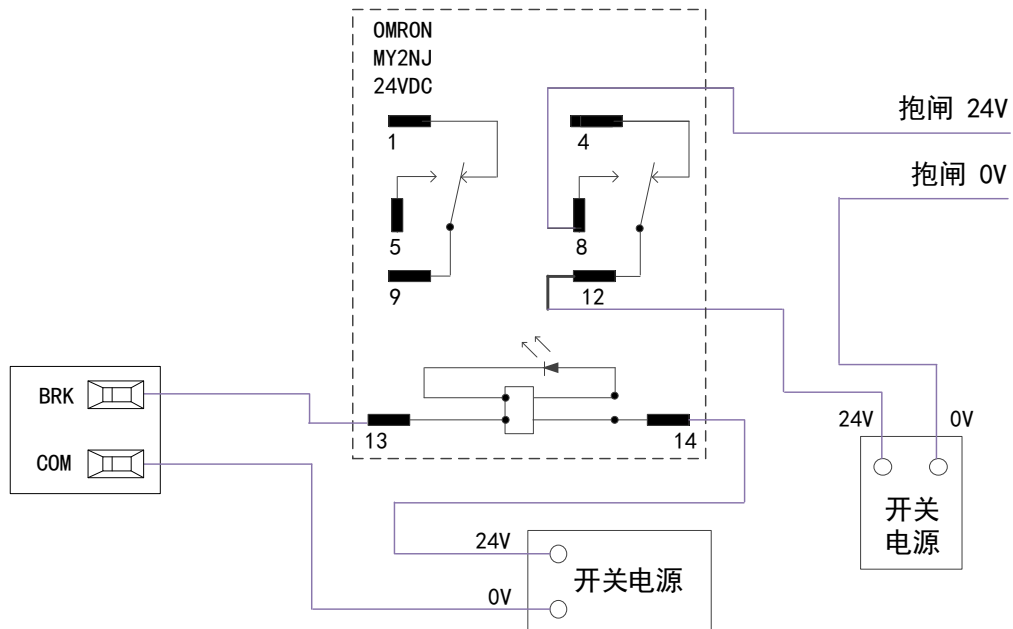 OMRON
MY2NJ
24VDC
抱闸 24V
1
4
抱闸 0V
5
8
9
12
BRK
13
14
24V
0V
COM
开关
电源
24V
开关电源
0V